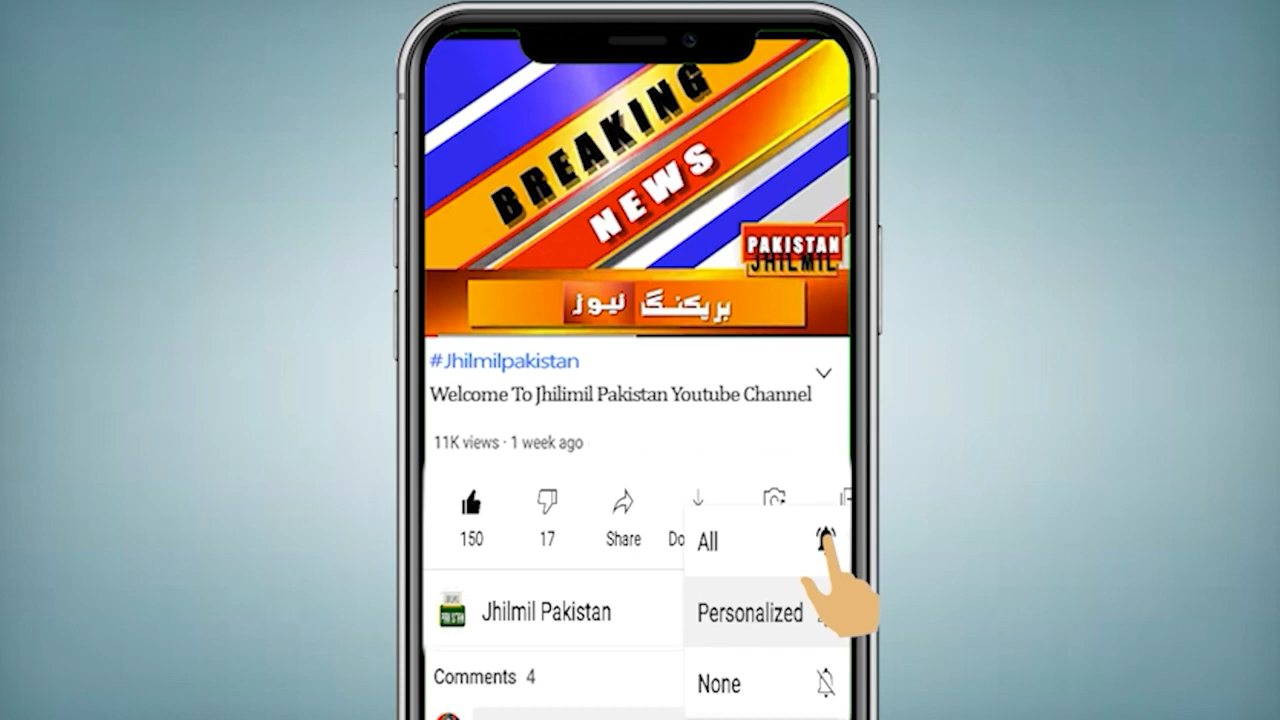 BREAKING
NEWS
PAKISTAN
JHILMIL
بریکنگ نیوز
#Jhilmilpakistan
Welcome To Jhilimil Pakistan Youtube Channel
11K views · 1 week ago
150
17
Share
Do
All
Jhilmil Pakistan
Personalized
Comments 4
None